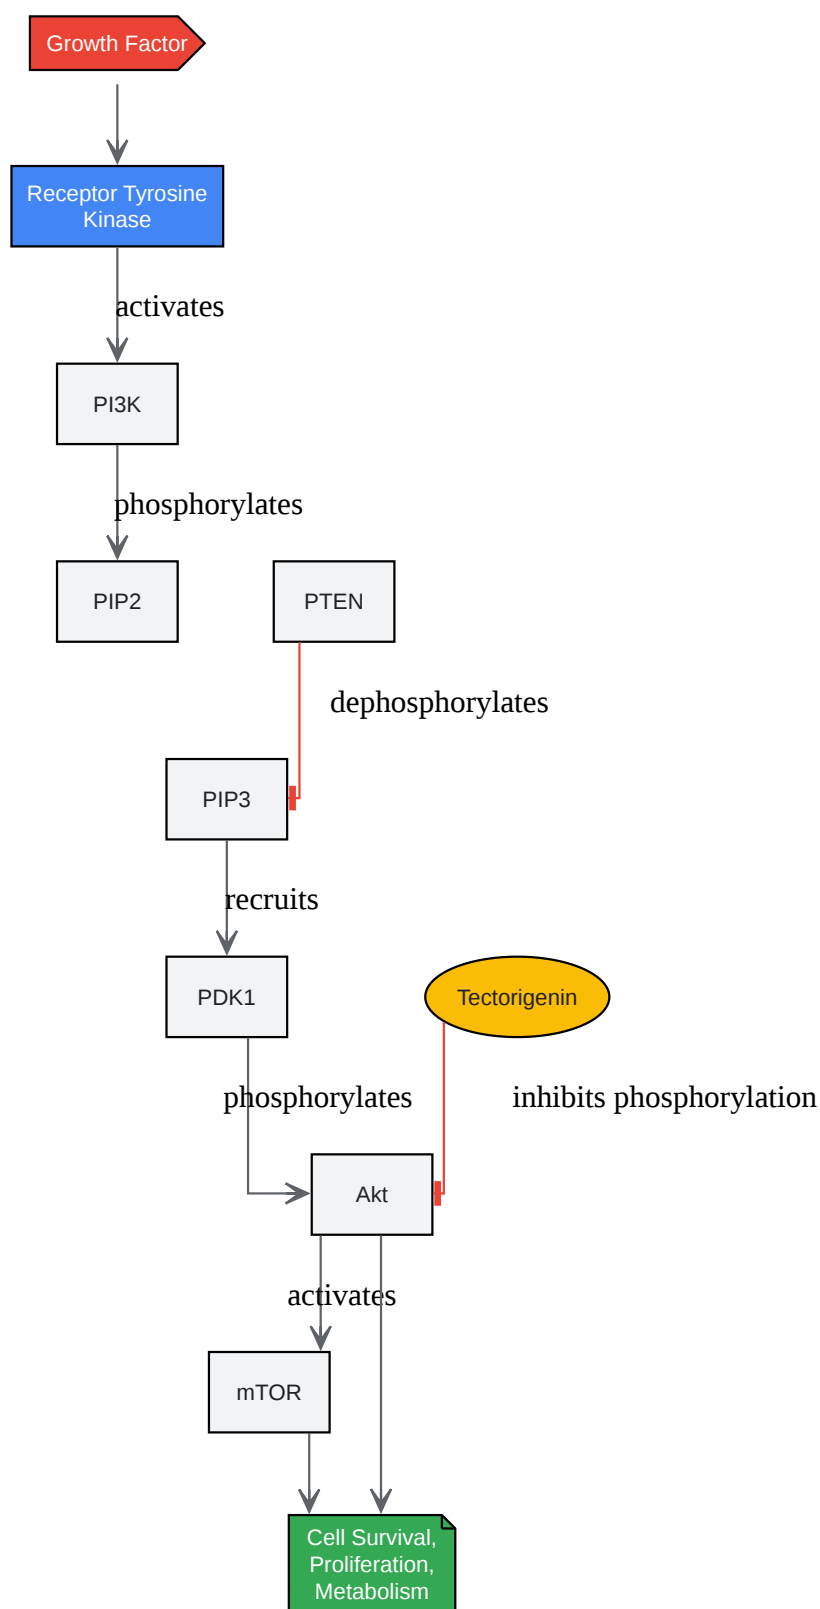 Growth Factor
Receptor Tyrosine
Kinase
activates
PI3K
phosphorylates
PIP2
PTEN
dephosphorylates
PIP3
recruits
PDK1
Tectorigenin
phosphorylates
inhibits phosphorylation
Akt
activates
mTOR
Cell Survival,
Proliferation,
Metabolism